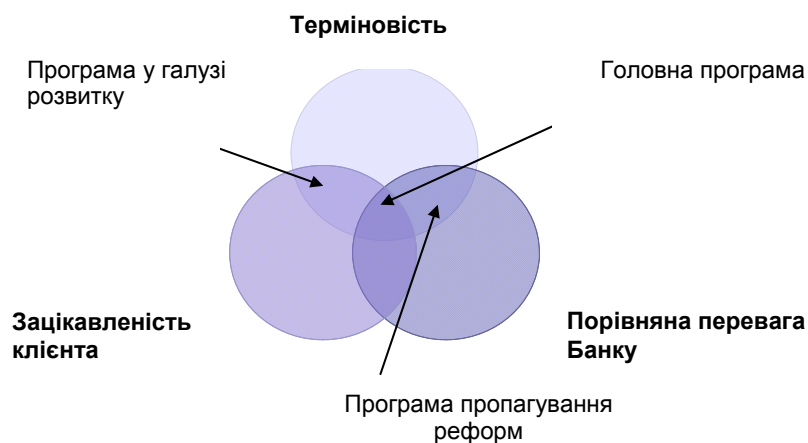 Терміновість
Програма у галузі
розвитку
Головна програма
Зацікавленість
клієнта
Порівняна перевага
Банку
Програма пропагування
реформ